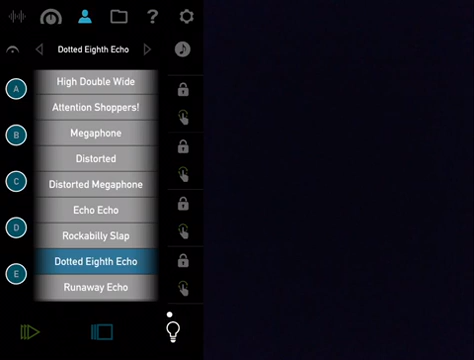 ?
Dotted Eighth Echo
High Double Wide
A
Attention Shoppers!
Megaphone
B
Distorted
Distorted Megaphone
C
Echo Echo
Rockabilly Slap
D
Dotted Eighth Echo
E
Runaway Echo